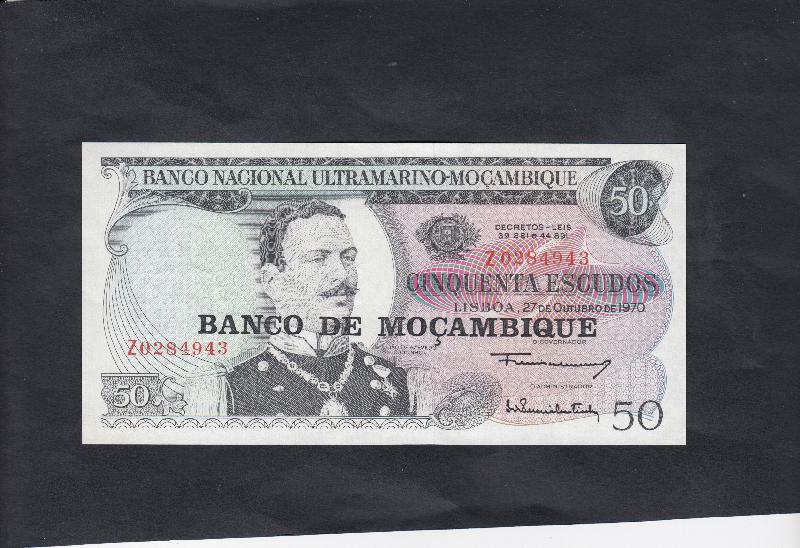 BANCO NACIONAL ULTRAMARINO-MOÇAMBIQUE
50
DECRETOS-LEIS
39.221 e 44.891
Z0284943
CINQUENTA ESCUDOS
LISBOA, 27 DE OUTUBRO DE 1970
BANCO DE MOÇAMBIQUE
O GOVERNADOR
Z0284943
O ADMINISTRADOR
50
50